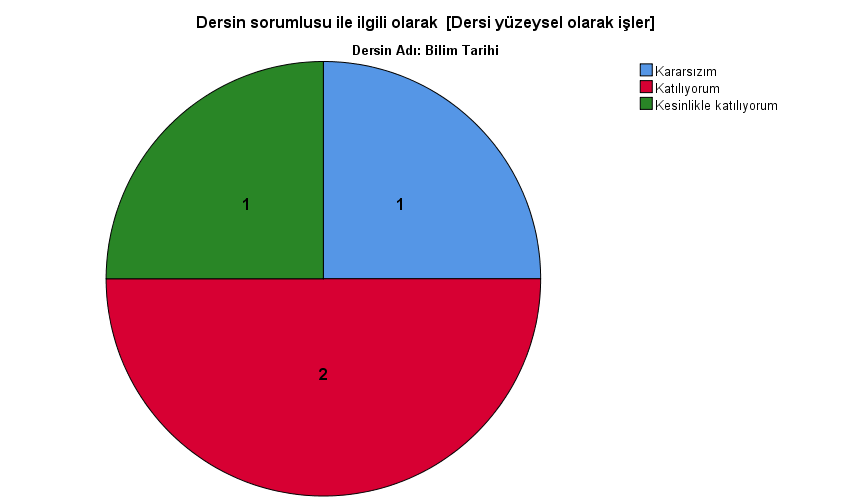 Dersin sorumlusu ile ilgili olarak  [Dersi yüzeysel olarak işler]
Dersin Adı: Bilim Tarihi
Kararsızım
Katılıyorum
Kesinlikle katılıyorum
1
1
2